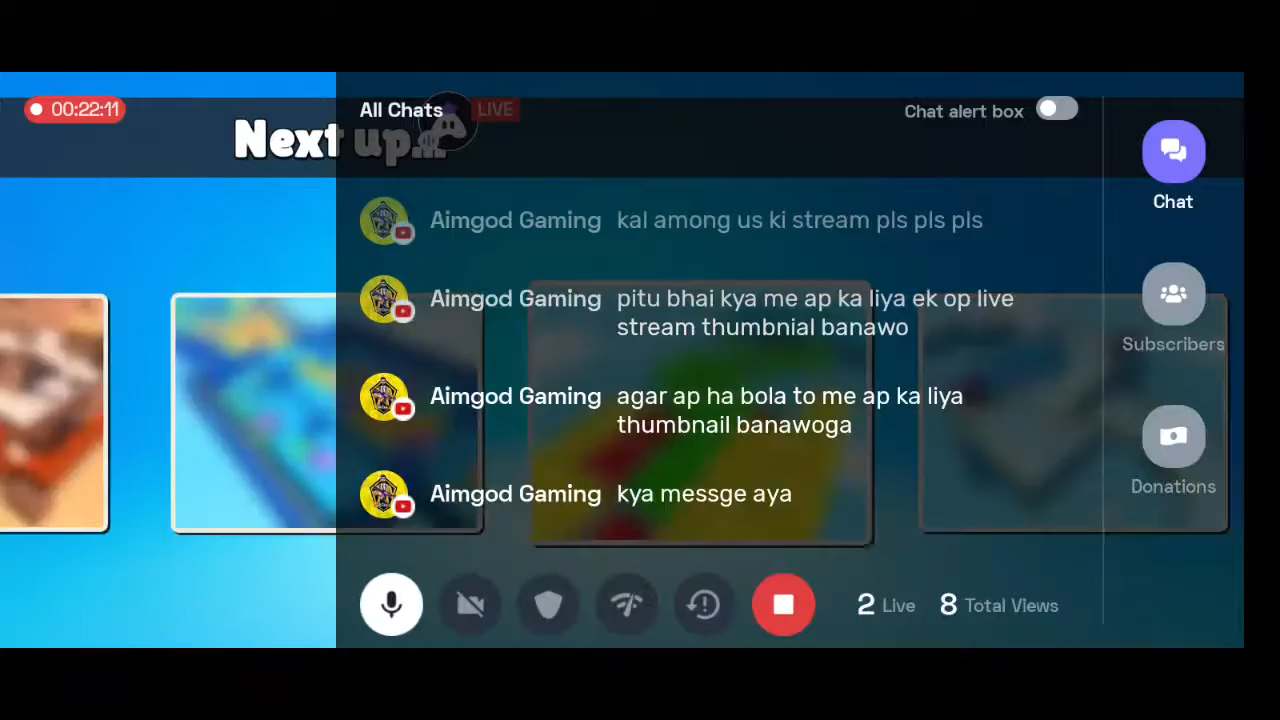 00:22:11
All Chats
LIVE
Chat alert box
Next up...
Chat
Aimgod Gaming kal among us ki stream pls pls pls
Aimgod Gaming pitu bhai kya me ap ka liya ek op live
stream thumbnial banawo
Subscribers
Aimgod Gaming agar ap ha bola to me ap ka liya
thumbnail banawoga
Aimgod Gaming kya messge aya
Donations
2 Live 8 Total Views